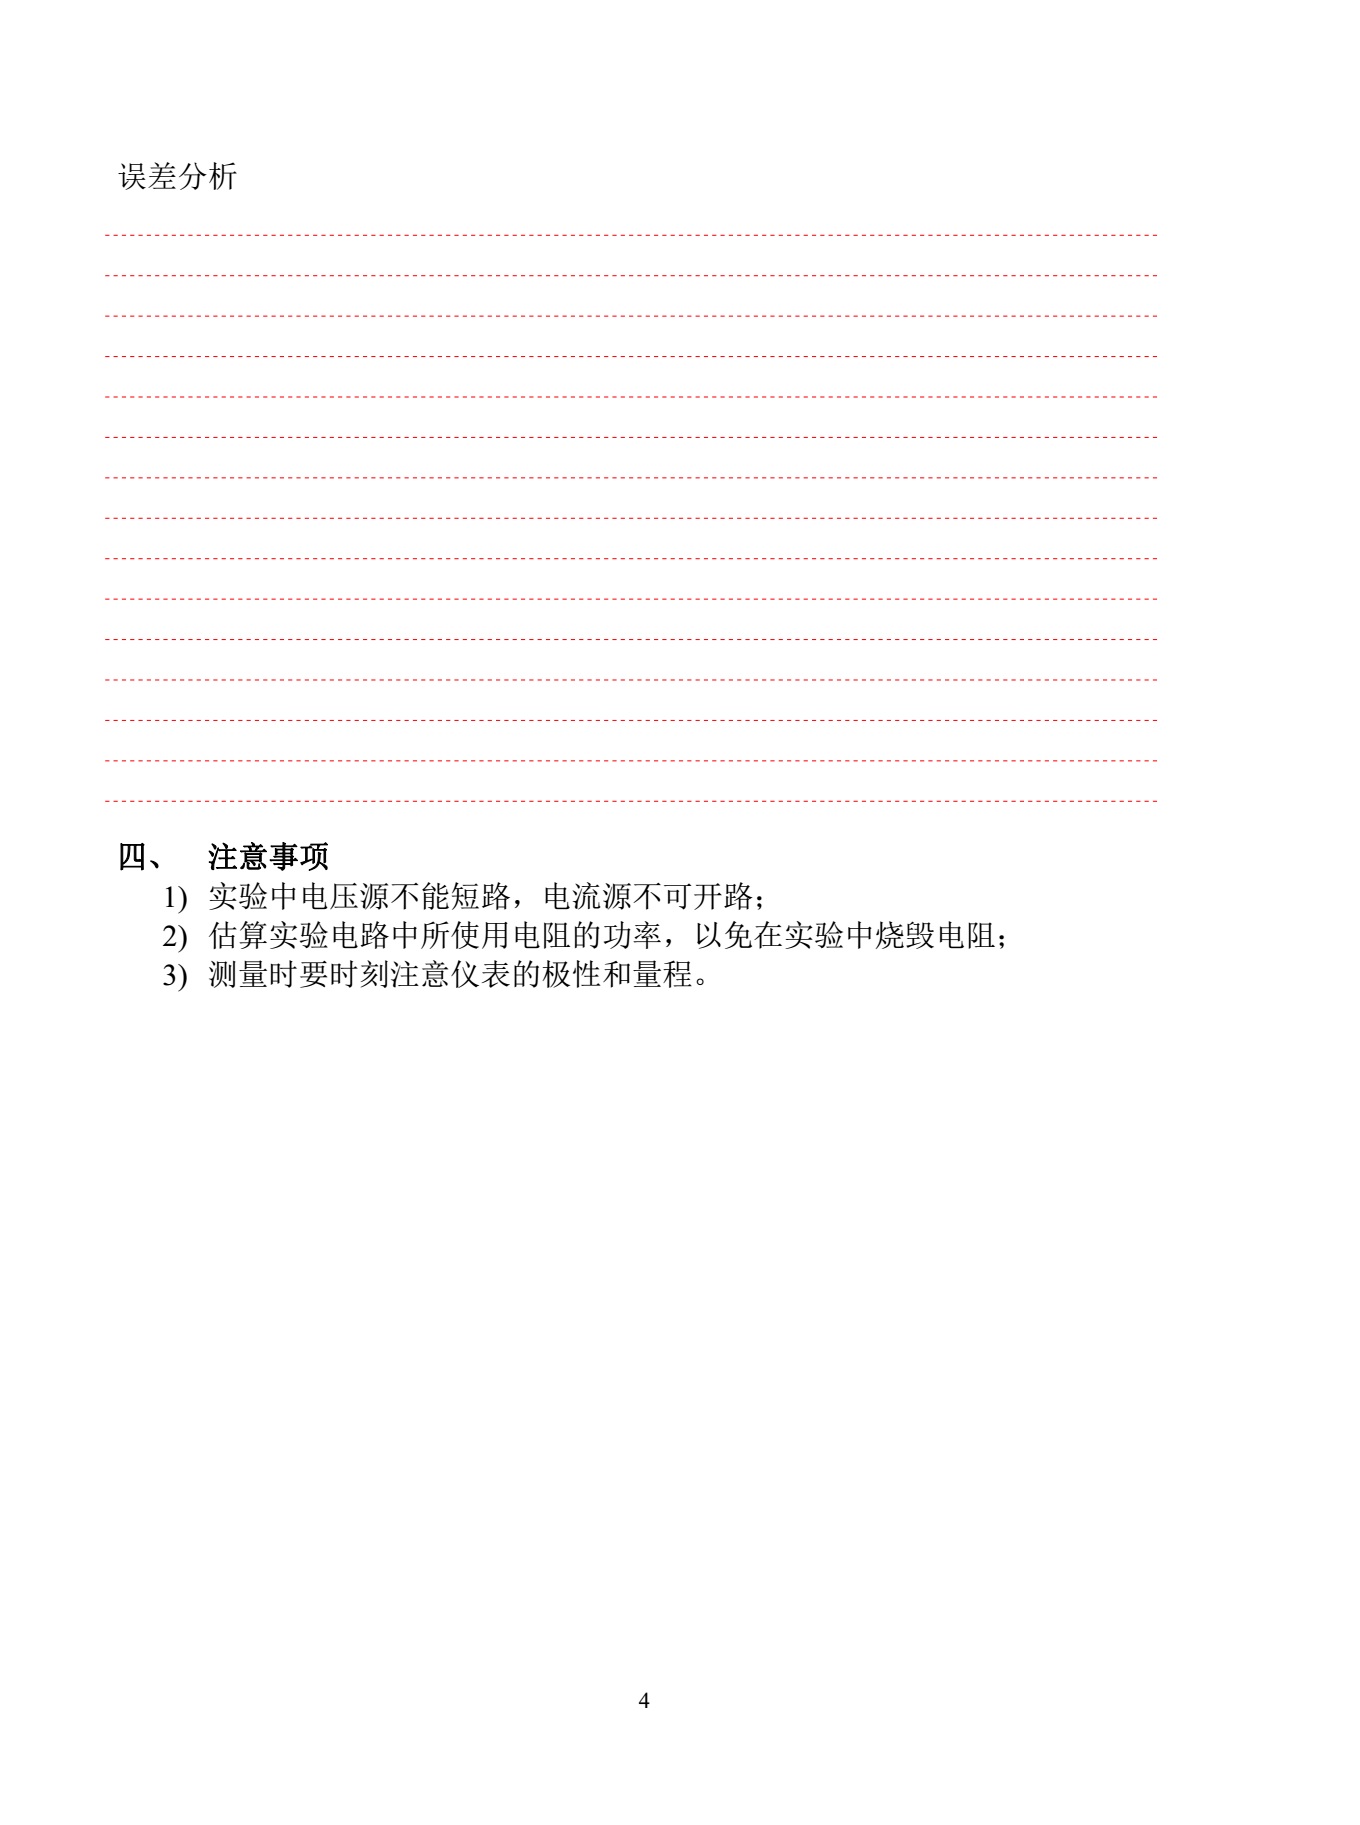 误差分析
四、 注意事项
1) 实验中电压源不能短路，电流源不可开路；
2) 估算实验电路中所使用电阻的功率，以免在实验中烧毁电阻；
3) 测量时要时刻注意仪表的极性和量程。
4